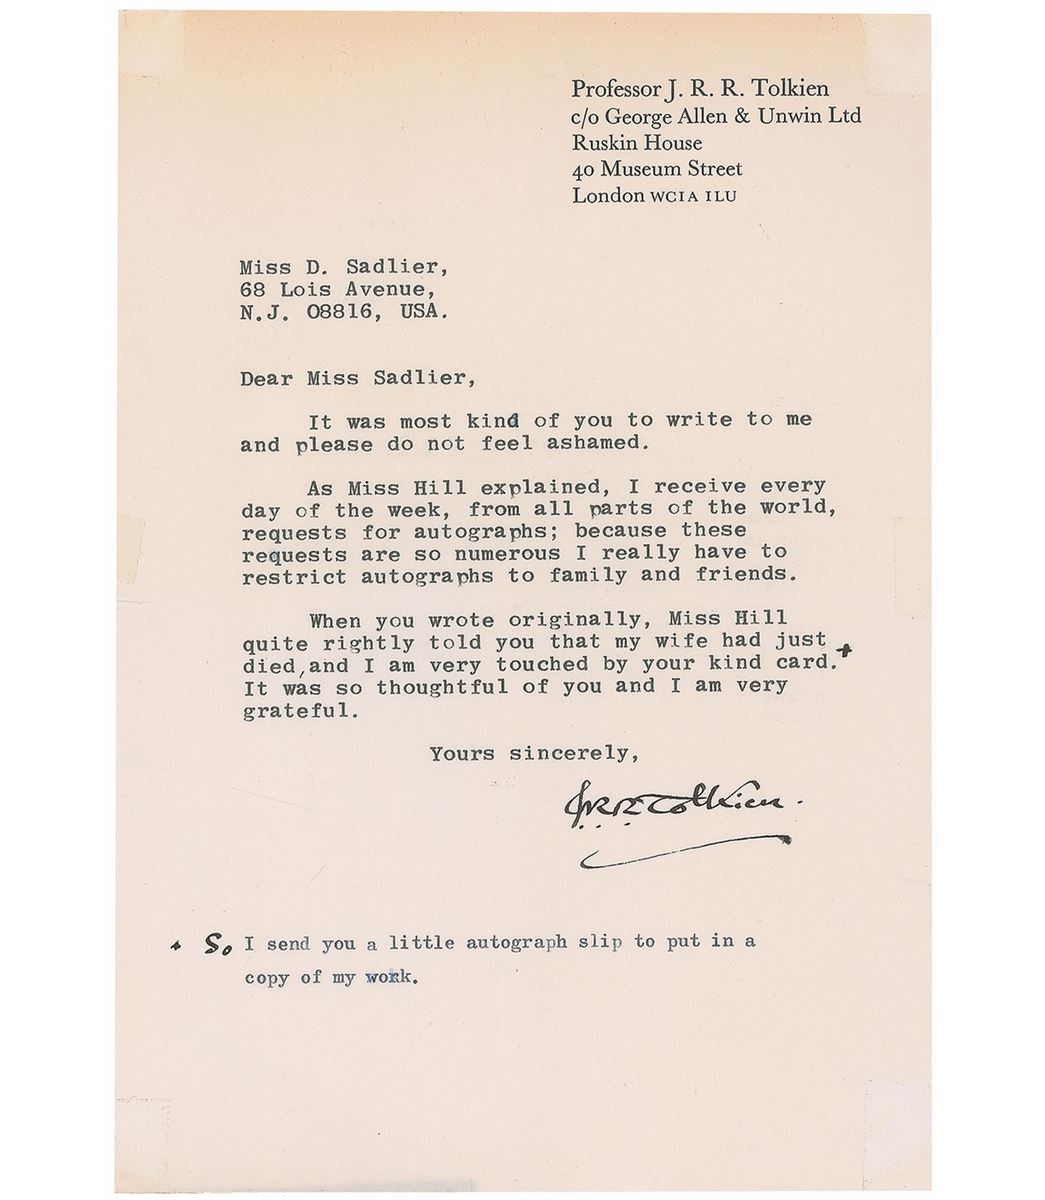 Professor J. R. R. Tolkien
c/o George Allen & Unwin Ltd
Ruskin House
40 Museum Street
London WC1A 1LU
Miss D. Sadlier,
68 Lois Avenue,
N.J. 08816, USA.
Dear Miss Sadlier,
It was most kind of you to write to me
and please do not feel ashamed.
As Miss Hill explained, I receive every
day of the week, from all parts of the world,
requests for autographs; because these
requests are so numerous I really have to
restrict autographs to family and friends.
When you wrote originally, Miss Hill
quite rightly told you that my wife had just
died,and I am very touched by your kind card.+
It was so thoughtful of you and I am very
grateful.
Yours sincerely,
J.R.R.Tolkien.
+ So I send you a little autograph slip to put in a
copy of my work.